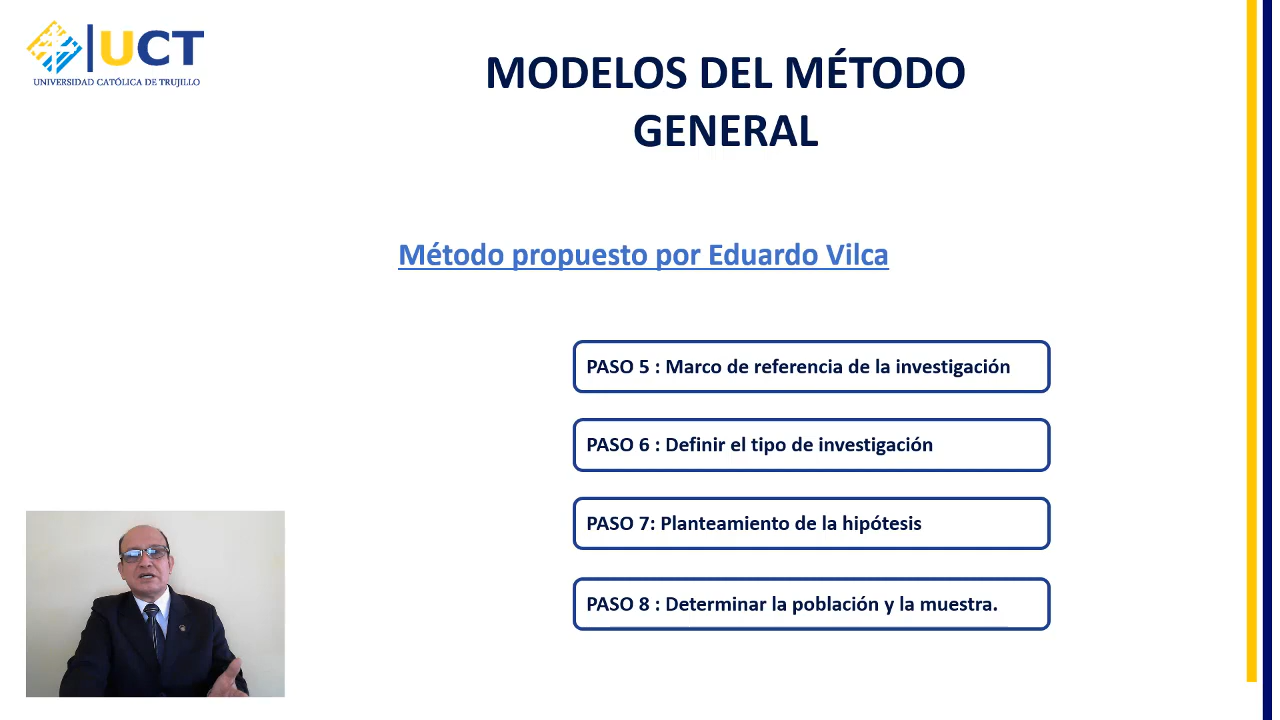 UCT
UNIVERSIDAD CATÓLICA DE TRUJILLO
MODELOS DEL MÉTODO
GENERAL
Método propuesto por Eduardo Vilca
PASO 5 : Marco de referencia de la investigación
PASO 6 : Definir el tipo de investigación
PASO 7: Planteamiento de la hipótesis
PASO 8 : Determinar la población y la muestra.